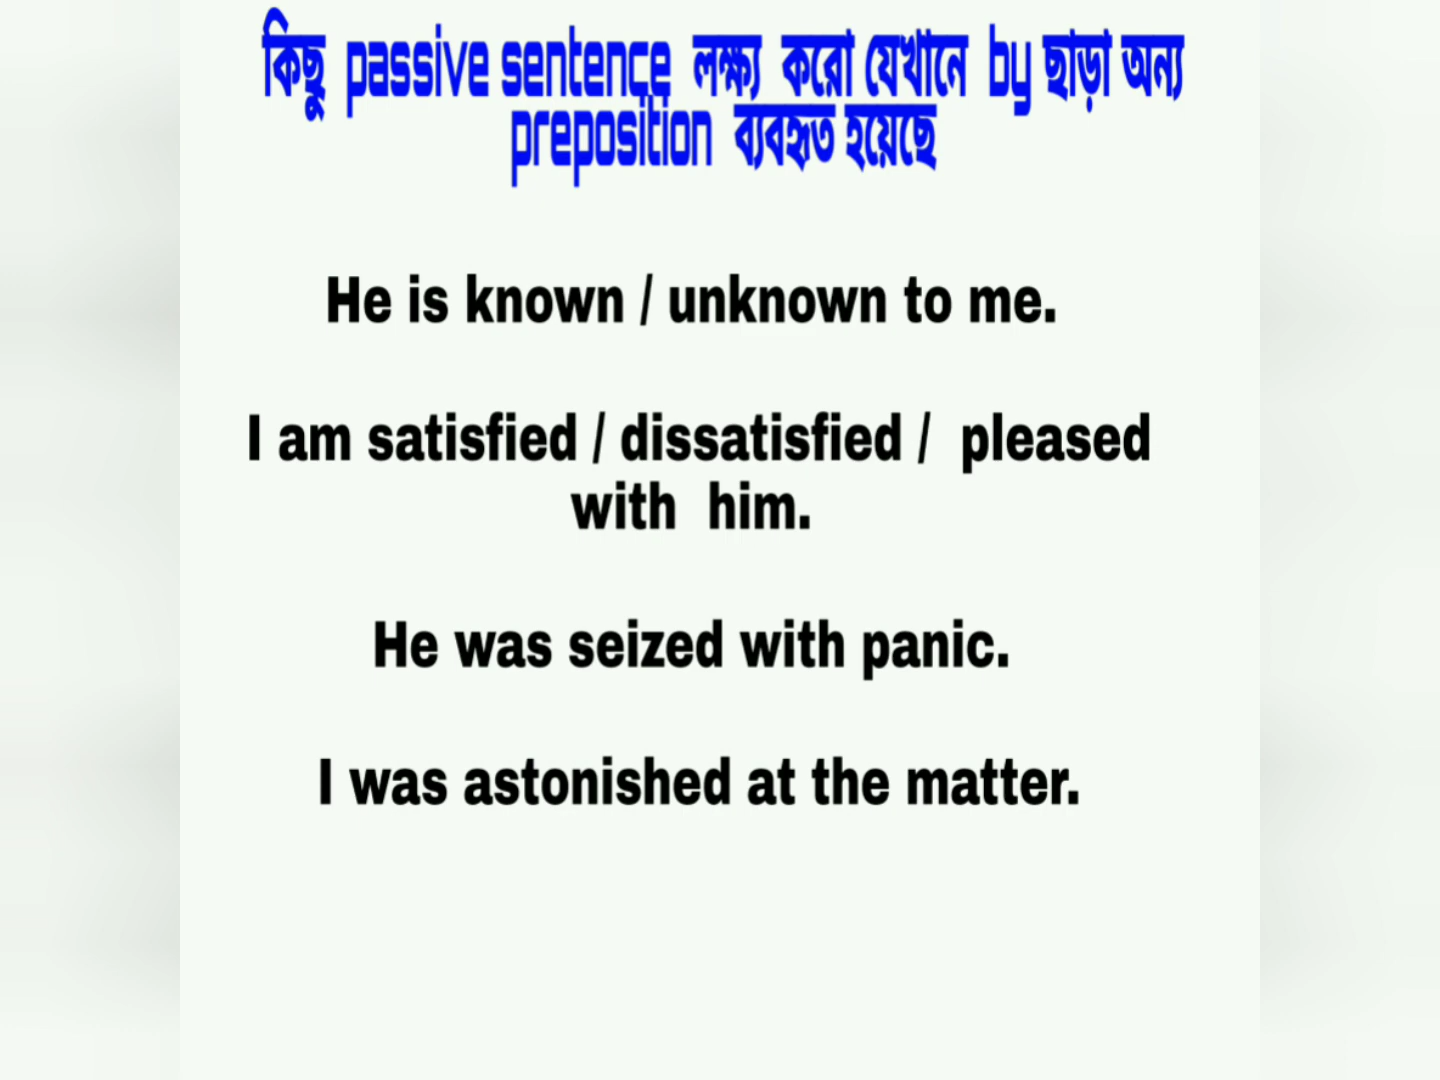 কিছু passive sentence লক্ষ্য করো যেখানে by ছাড়া অন্য
preposition ব্যবহৃত হয়েছে
He is known / unknown to me.
I am satisfied / dissatisfied / pleased
with him.
He was seized with panic.
I was astonished at the matter.